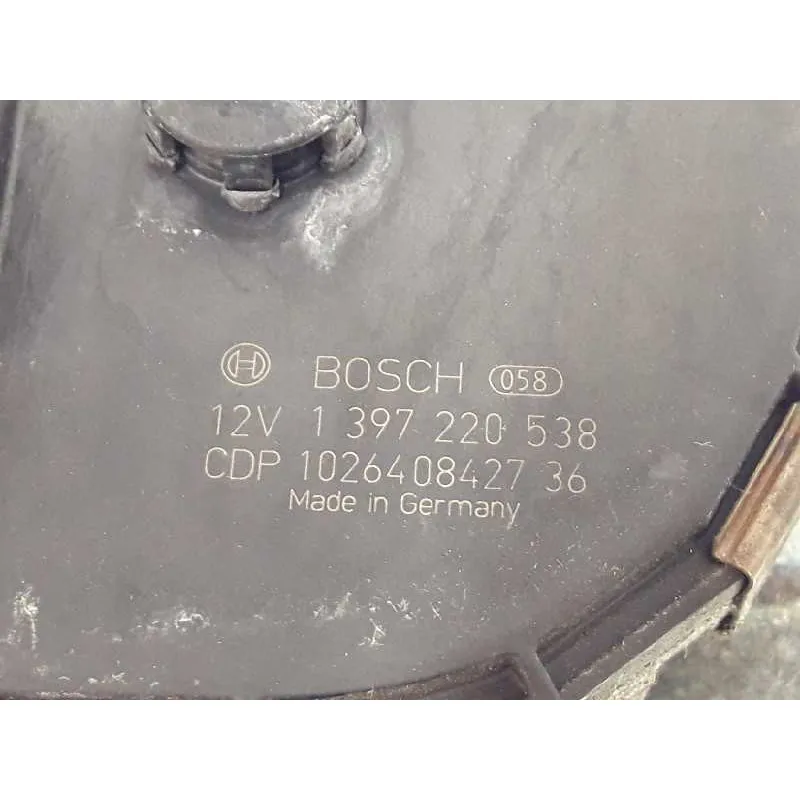 BOSCH 058
12V 1 397 220 538
CDP 1026408427 36
Made in Germany